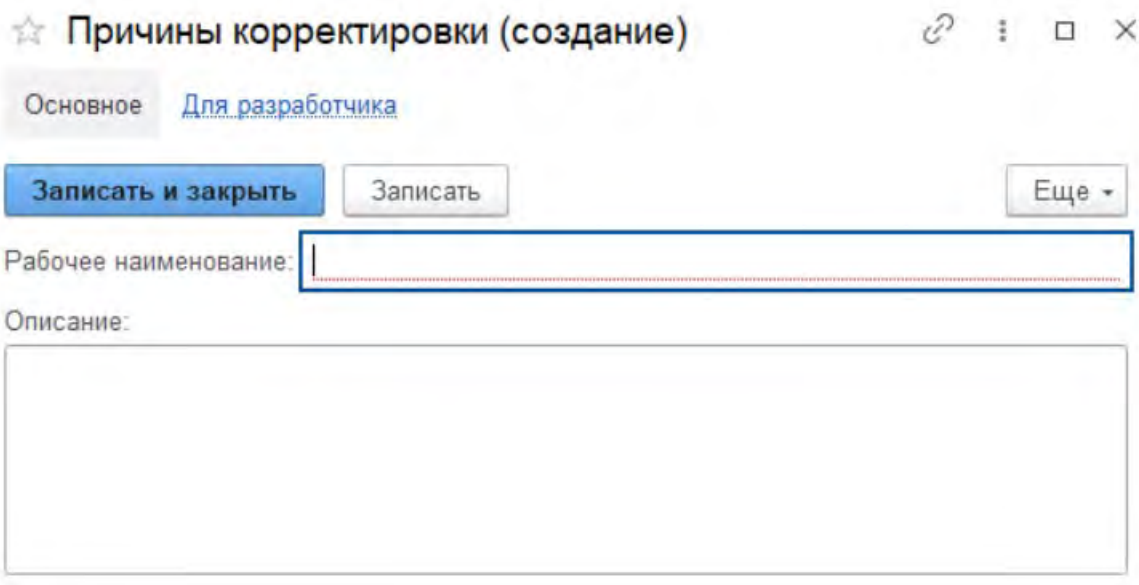 Причины корректировки (создание)
Основное Для разработчика
Записать и закрыть Записать Еще
Рабочее наименование:
Описание: